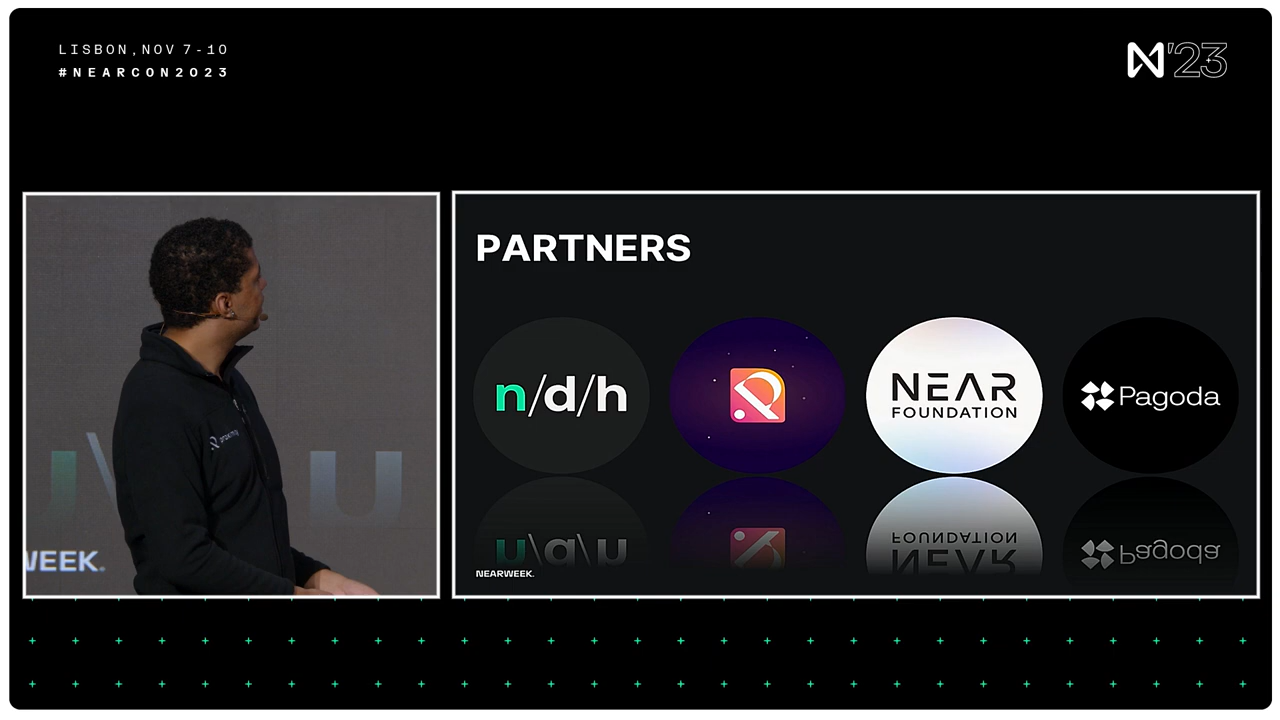 LISBON, NOV 7-10
#NEARCON2023
N'23
PARTNERS
n/d/h
NEAR
FOUNDATION
Pagoda
NEARWEEK.
WEEK.